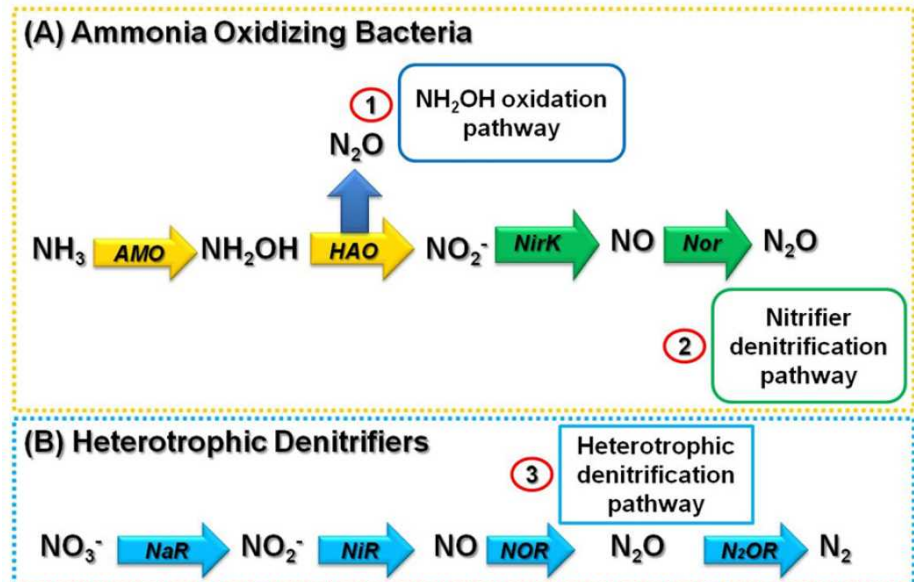 (A) Ammonia Oxidizing Bacteria
1
NH₂OH oxidation
pathway
N₂O
NH₃ AMO NH₂OH HAO NO₂⁻ NirK NO Nor N₂O
2
Nitrifier
denitrification
pathway
(B) Heterotrophic Denitrifiers
3
Heterotrophic
denitrification
pathway
NO₃⁻ NaR NO₂⁻ NiR NO NOR N₂O N₂OR N₂